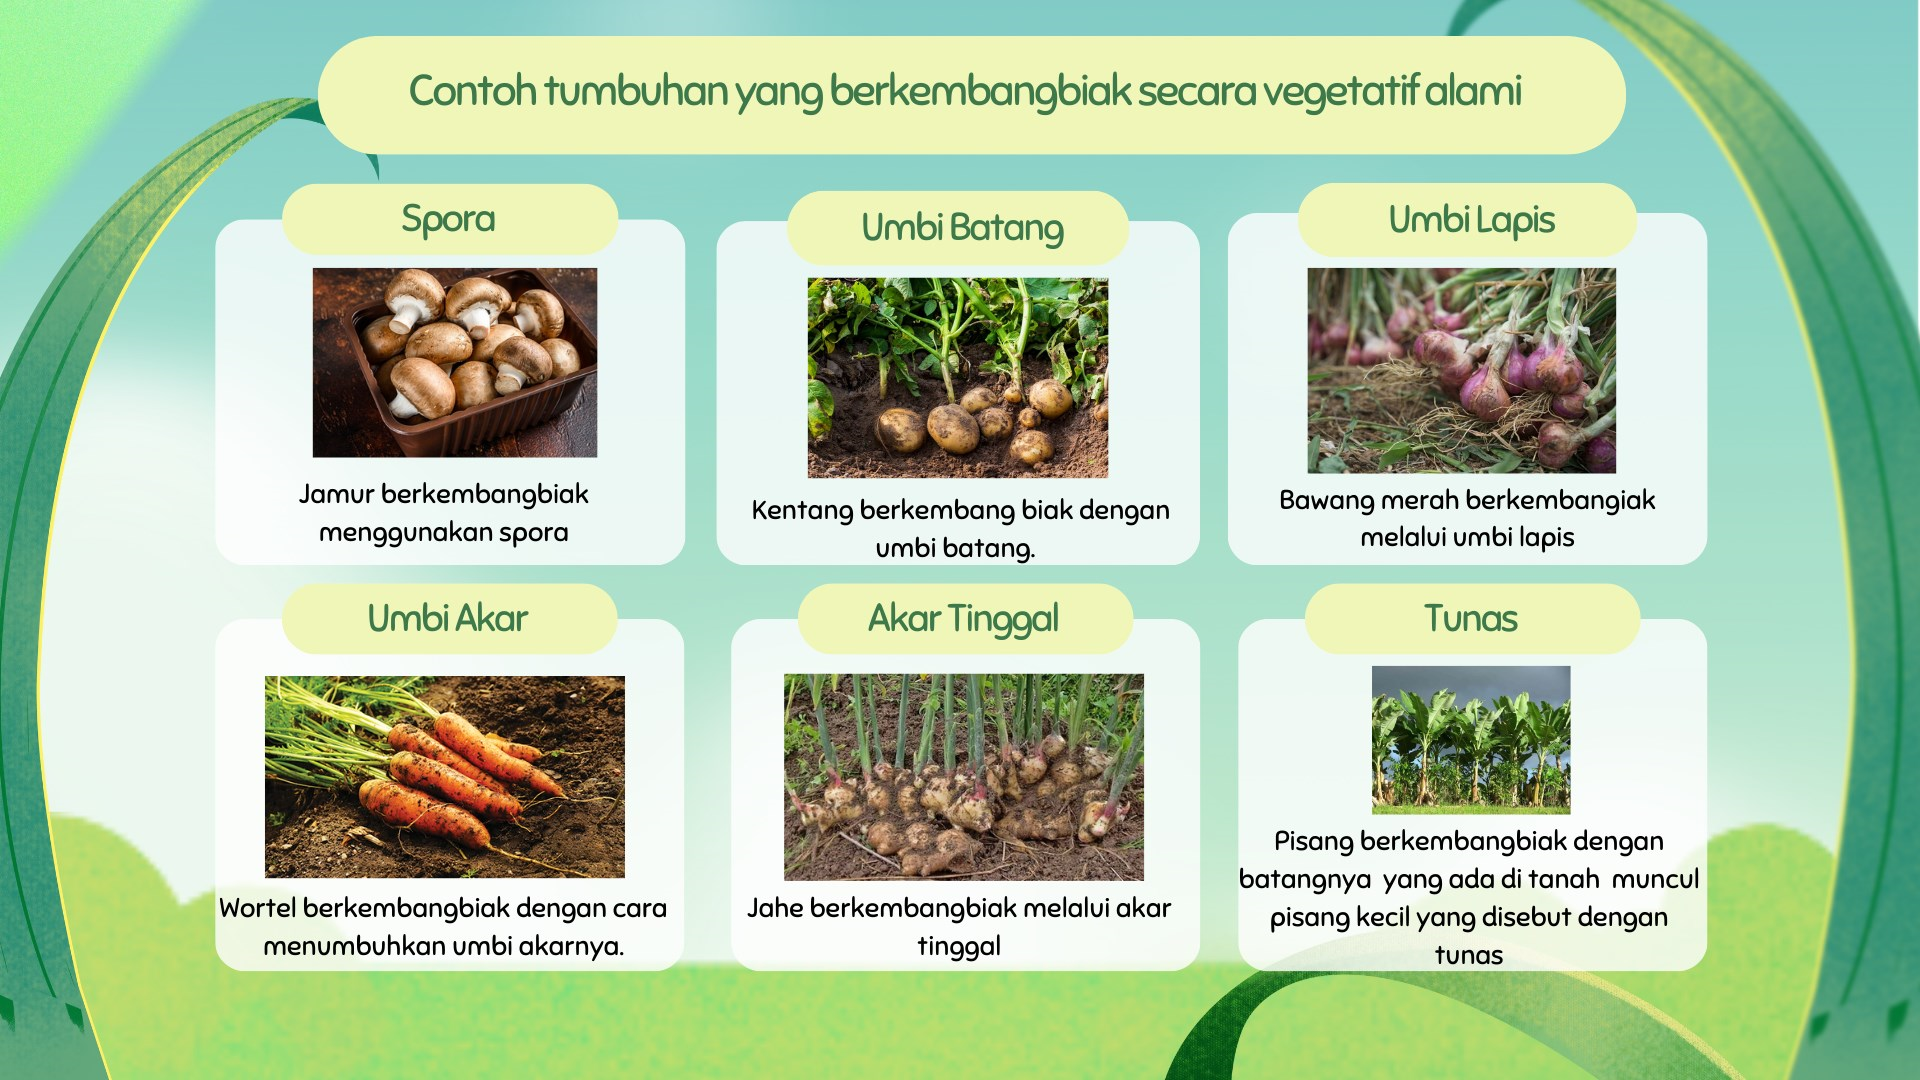 Contoh tumbuhan yang berkembangbiak secara vegetatif alami
Spora
Jamur berkembangbiak
menggunakan spora
Umbi Batang
Kentang berkembang biak dengan
umbi batang.
Umbi Lapis
Bawang merah berkembangiak
melalui umbi lapis
Umbi Akar
Wortel berkembangbiak dengan cara
menumbuhkan umbi akarnya.
Akar Tinggal
Jahe berkembangbiak melalui akar
tinggal
Tunas
Pisang berkembangbiak dengan
batangnya yang ada di tanah muncul
pisang kecil yang disebut dengan
tunas